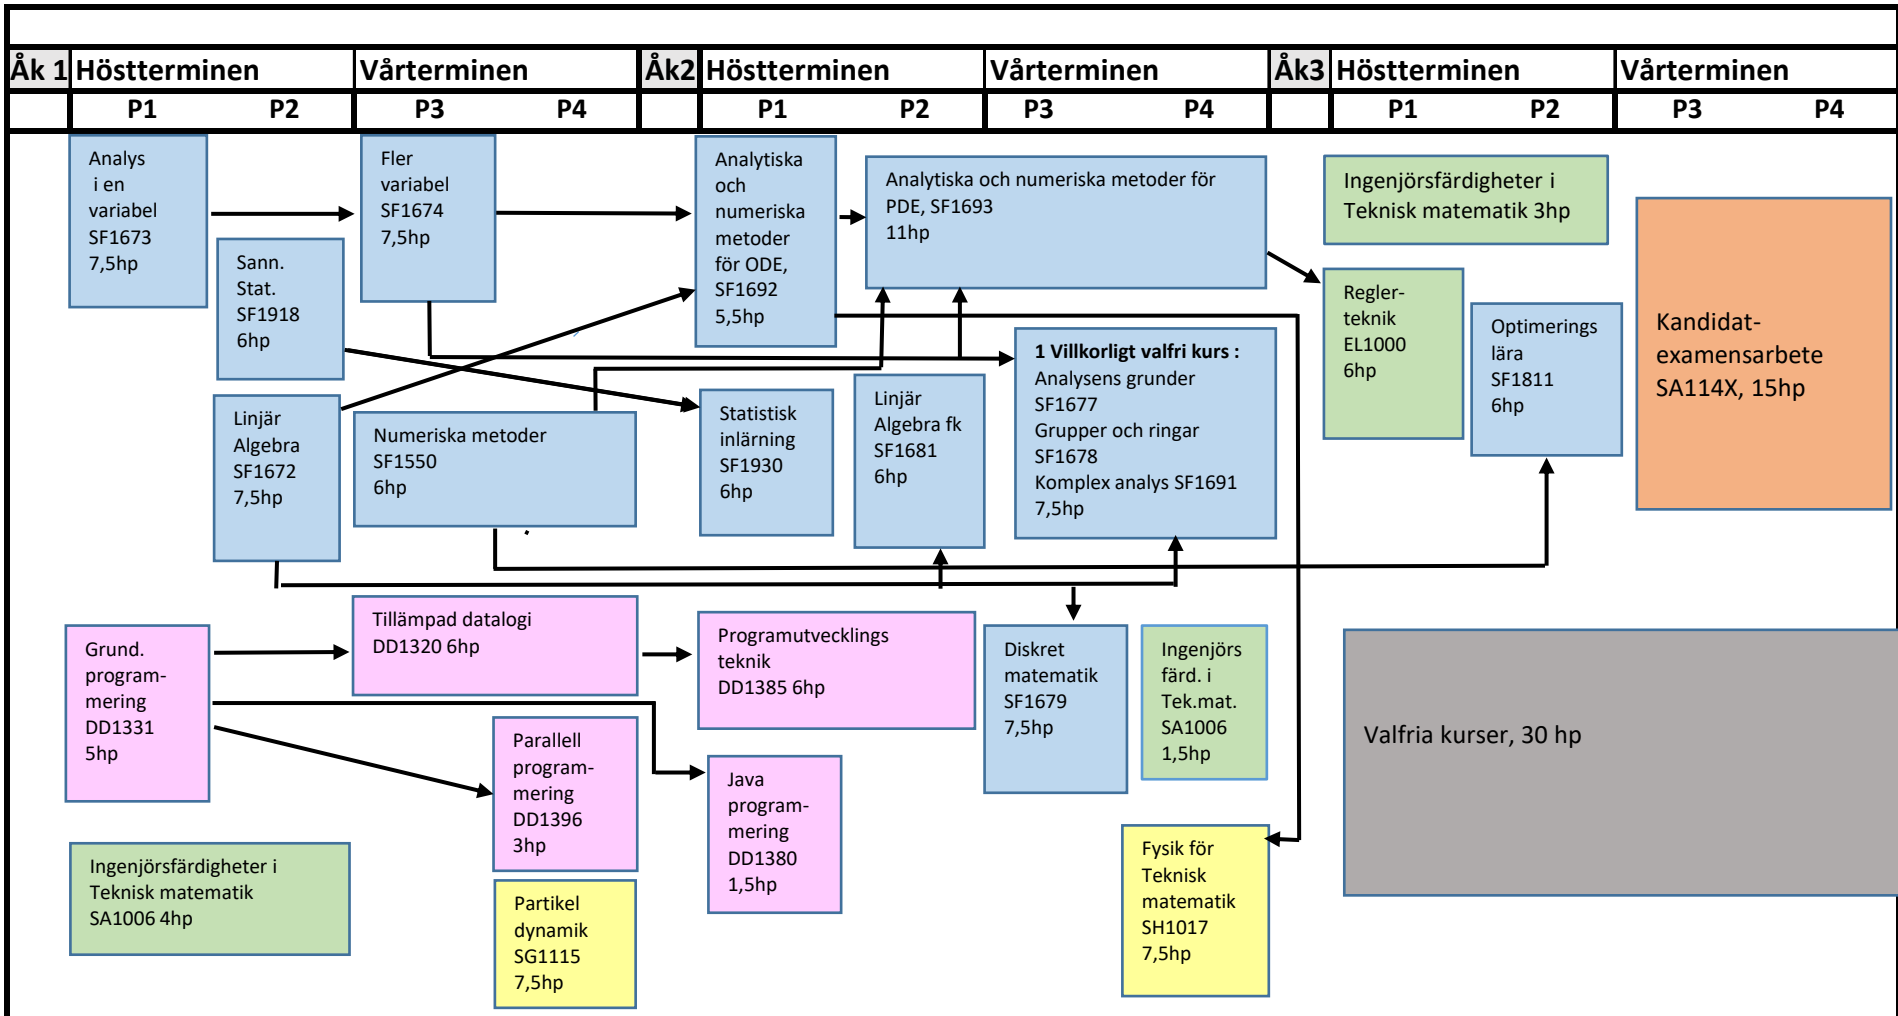 Åk 1 Höstterminen Vårterminen Åk2 Höstterminen Vårterminen Åk3 Höstterminen Vårterminen
P1 P2 P3 P4 P1 P2 P3 P4 P1 P2 P3 P4
Analys
i en
variabel
SF1673
7,5hp
Sann.
Stat.
SF1918
6hp
Linjär
Algebra
SF1672
7,5hp
Grund.
program-
mering
DD1331
5hp
Ingenjörsfärdigheter i
Teknisk matematik
SA1006 4hp
Fler
variabel
SF1674
7,5hp
Numeriska metoder
SF1550
6hp
Tillämpad datalogi
DD1320 6hp
Parallell
program-
mering
DD1396
3hp
Partikel
dynamik
SG1115
7,5hp
Analytiska
och
numeriska
metoder
för ODE,
SF1692
5,5hp
Analytiska och numeriska metoder för
PDE, SF1693
11hp
Statistisk
inlärning
SF1930
6hp
Linjär
Algebra fk
SF1681
6hp
Programutvecklings
teknik
DD1385 6hp
Java
program-
mering
DD1380
1,5hp
1 Villkorligt valfri kurs :
Analysens grunder
SF1677
Grupper och ringar
SF1678
Komplex analys SF1691
7,5hp
Diskret
matematik
SF1679
7,5hp
Ingenjörs
färd. i
Tek.mat.
SA1006
1,5hp
Fysik för
Teknisk
matematik
SH1017
7,5hp
Ingenjörsfärdigheter i
Teknisk matematik 3hp
Regler-
teknik
EL1000
6hp
Optimerings
lära
SF1811
6hp
Kandidat-
examensarbete
SA114X, 15hp
Valfria kurser, 30 hp